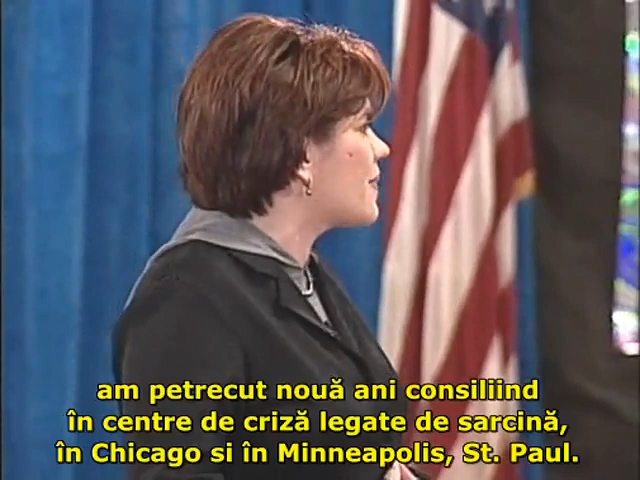 am petrecut nouă ani consiliind
în centre de criză legate de sarcină,
în Chicago si în Minneapolis, St. Paul.